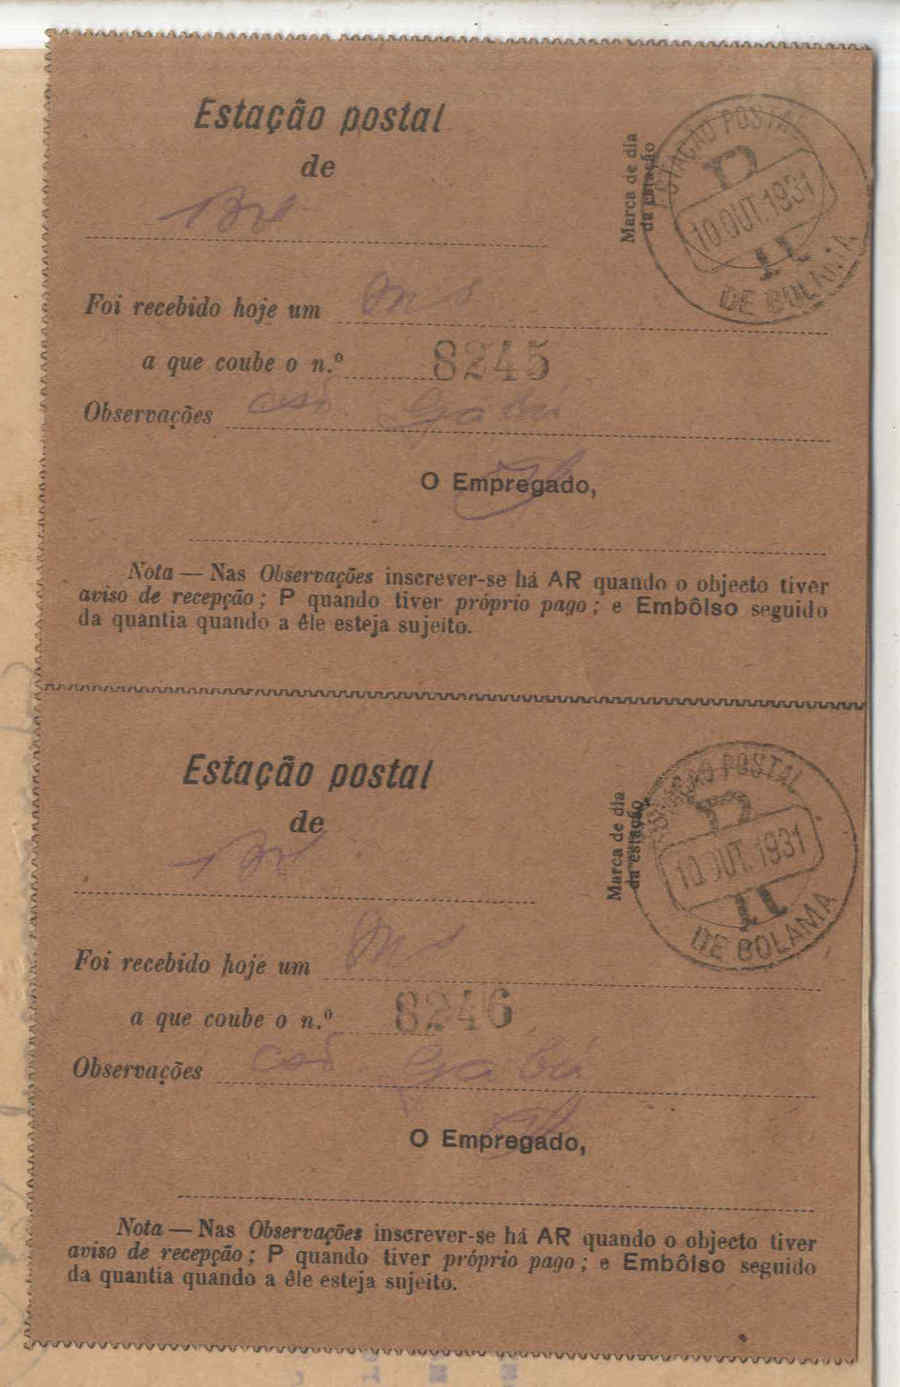 Estação postal
de
Marca de dia
da estação
ESTAÇÃO POSTAL
10.OUT.1931
DE BOLAMA
Foi recebido hoje um
a que coube o n.º 8245
Observações
O Empregado,
Nota — Nas Observações inscrever-se há AR quando o objecto tiver
aviso de recepção; P quando tiver próprio pago; e Embôlso seguido
da quantia quando a êle esteja sujeito.
Estação postal
de
Marca de dia
da estação
ESTAÇÃO POSTAL
10.OUT.1931
DE BOLAMA
Foi recebido hoje um
a que coube o n.º 8246
Observações
O Empregado,
Nota — Nas Observações inscrever-se há AR quando o objecto tiver
aviso de recepção; P quando tiver próprio pago; e Embôlso seguido
da quantia quando a êle esteja sujeito.